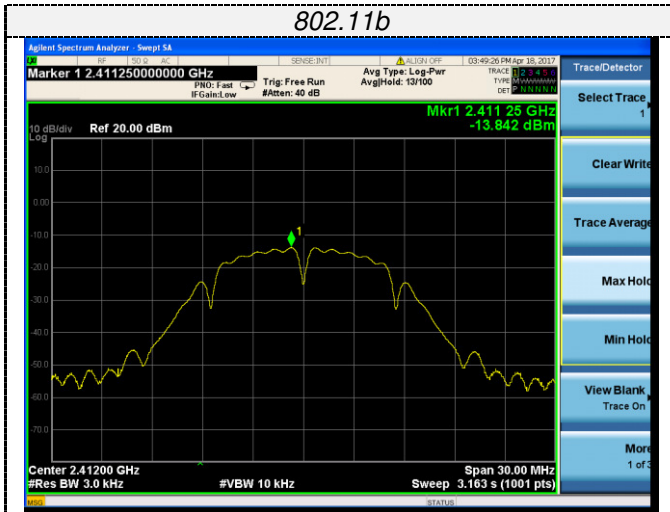 802.11b
Agilent Spectrum Analyzer - Swept SA
RF 50 Ω AC SENSE:INT ALIGN OFF 03:49:26 PM Apr 18, 2017
Marker 1 2.411250000000 GHz
PNO: Fast Trig: Free Run Avg Type: Log-Pwr TRACE 1 2 3 4 5 6
IFGain:Low #Atten: 40 dB Avg|Hold: 13/100 TYPE M
DET P N N N N N
Trace/Detector
Mkr1 2.411 25 GHz
10 dB/div Ref 20.00 dBm -13.842 dBm
Log
Select Trace
1
10.0
0.00
-10.0
-20.0
-30.0
-40.0
-50.0
-60.0
-70.0
1
Clear Write
Trace Average
Max Hold
Min Hold
View Blank
Trace On
More
1 of 3
Center 2.41200 GHz Span 30.00 MHz
#Res BW 3.0 kHz #VBW 10 kHz Sweep 3.163 s (1001 pts)
MSG STATUS